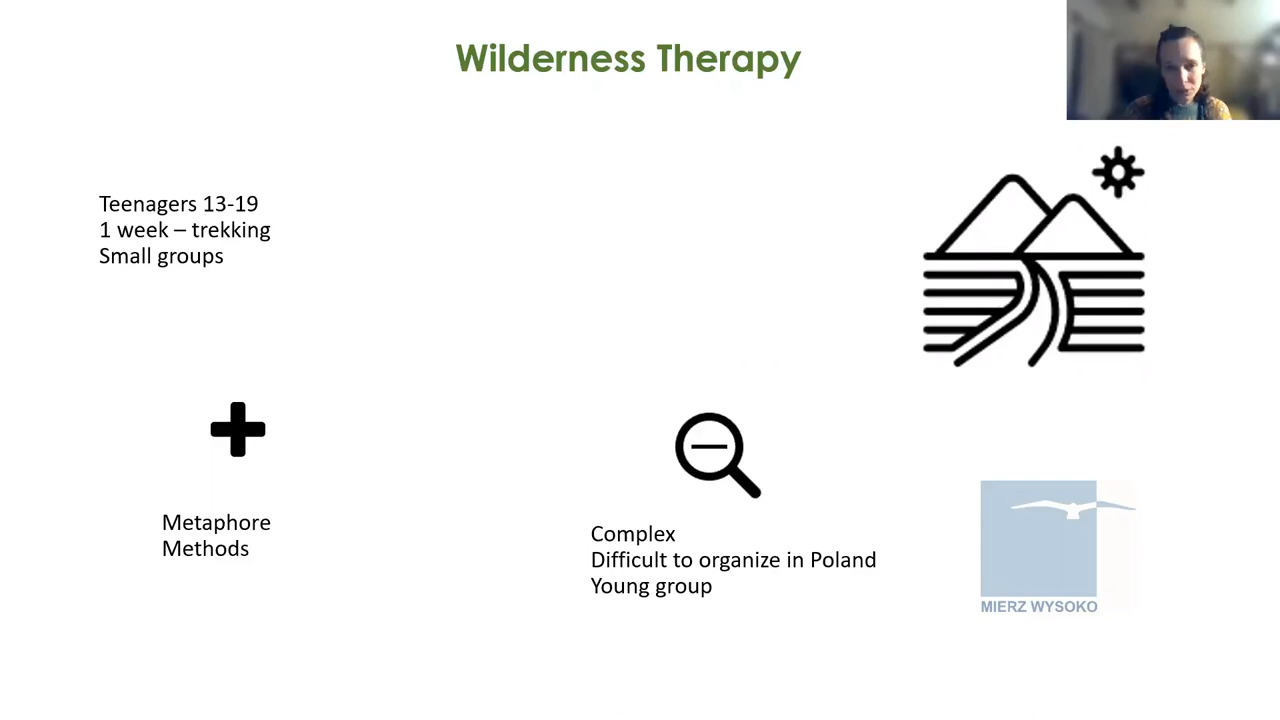 Wilderness Therapy
Teenagers 13-19
1 week – trekking
Small groups
Metaphore
Methods
Complex
Difficult to organize in Poland
Young group
MIERZ WYSOKO